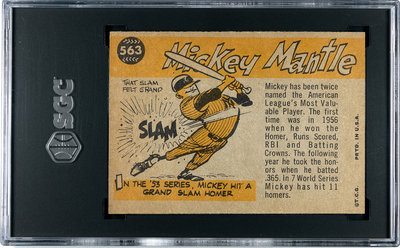 563
Mickey Mantle
THAT SLAM
FELT GRAND
SLAM
IN THE '53 SERIES, MICKEY HIT A
GRAND SLAM HOMER
Mickey has been twice
named the American
League's Most Valu-
able Player. The first
time was in 1956
when he won the
Homer, Runs Scored,
RBI and Batting
Crowns. The following
year he took the hon-
ors when he batted
.365. In 7 World Series
Mickey has hit 11
homers.
©T.C.G. PRTD. IN U.S.A.
SGC